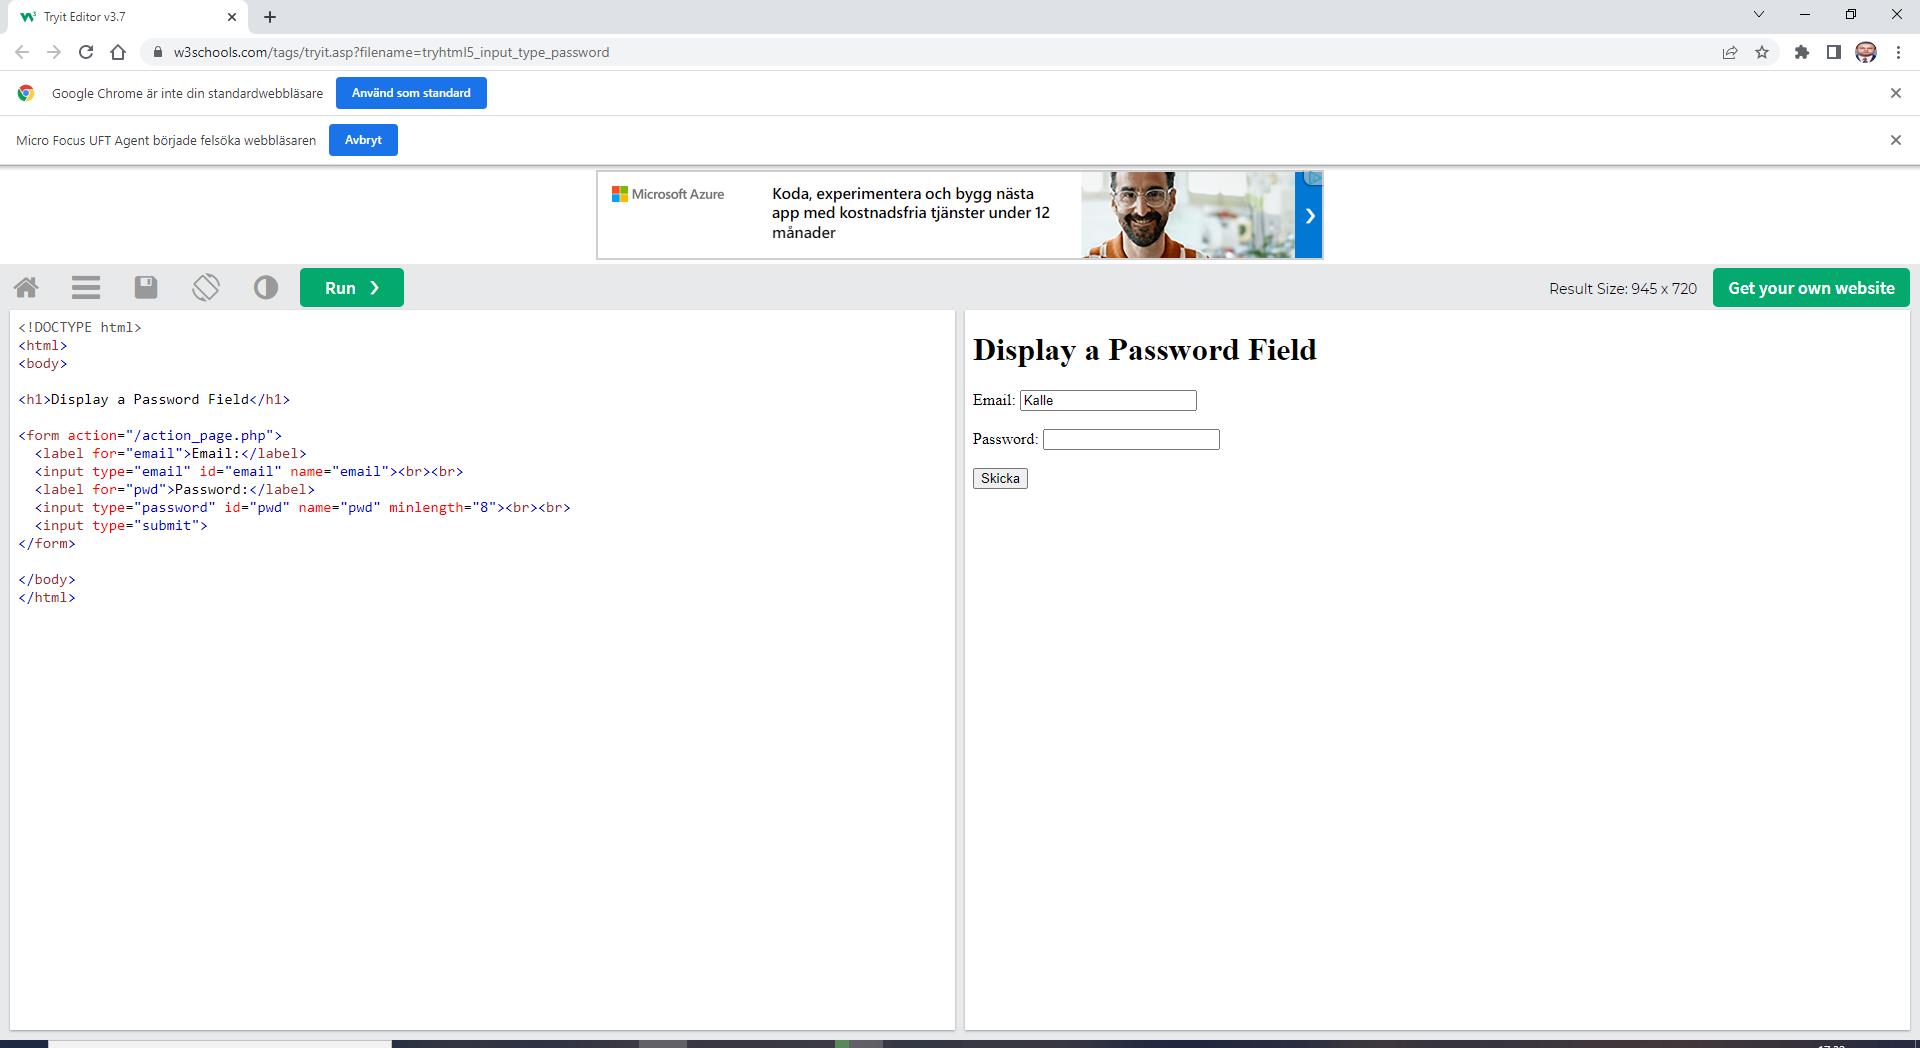 Tryit Editor v3.7
w3schools.com/tags/tryit.asp?filename=tryhtml5_input_type_password
Google Chrome är inte din standardwebbläsare
Använd som standard
Micro Focus UFT Agent började felsöka webbläsaren
Avbryt
Microsoft Azure
Koda, experimentera och bygg nästa
app med kostnadsfria tjänster under 12
månader
Run ❯
Result Size: 945 x 720
Get your own website
<!DOCTYPE html>
<html>
<body>
<h1>Display a Password Field</h1>
<form action="/action_page.php">
<label for="email">Email:</label>
<input type="email" id="email" name="email"><br><br>
<label for="pwd">Password:</label>
<input type="password" id="pwd" name="pwd" minlength="8"><br><br>
<input type="submit">
</form>
</body>
</html>
Display a Password Field
Email: Kalle
Password:
Skicka